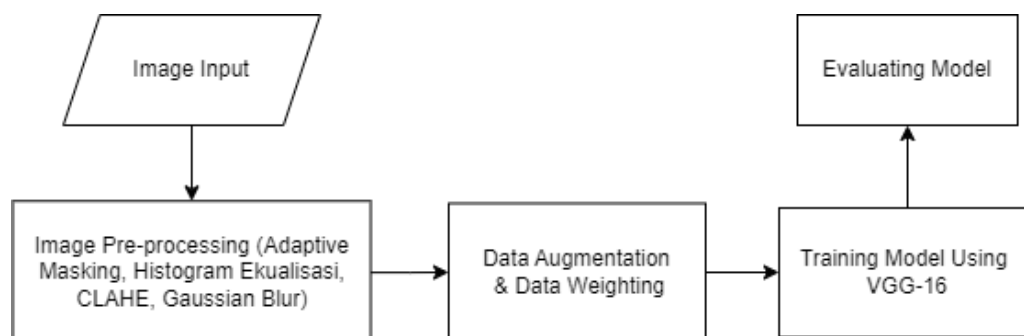 Image Input
Image Pre-processing (Adaptive
Masking, Histogram Ekualisasi,
CLAHE, Gaussian Blur)
Data Augmentation
& Data Weighting
Training Model Using
VGG-16
Evaluating Model